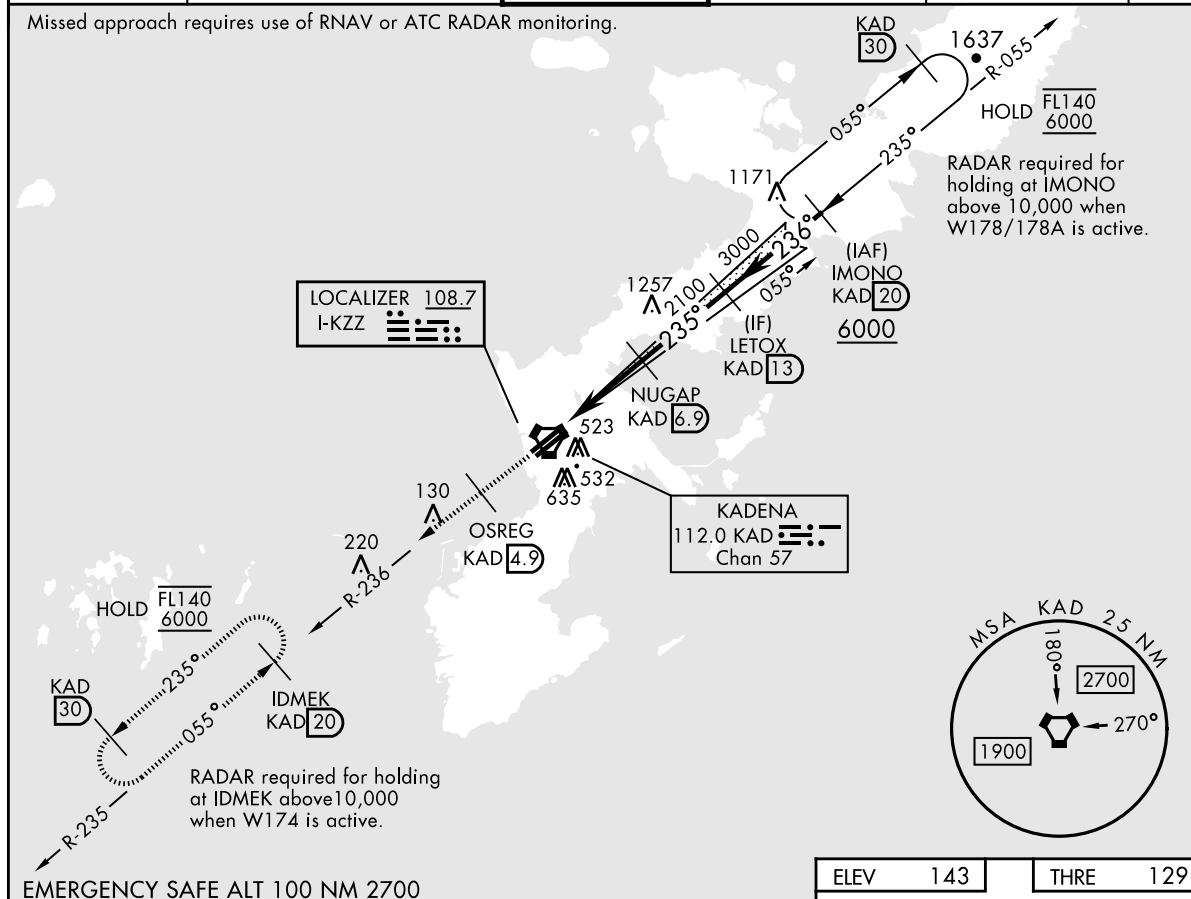 Missed approach requires use of RNAV or ATC RADAR monitoring.
KAD
30
1637
R-055
HOLD
FL140
6000
055°
235°
RADAR required for
holding at IMONO
above 10,000 when
W178/178A is active.
1171
236°
3000
(IAF)
IMONO
KAD 20
6000
055°
1257
2100
235°
(IF)
LETOX
KAD 13
LOCALIZER 108.7
I-KZZ
NUGAP
KAD 6.9
523
532
635
130
OSREG
KAD 4.9
KADENA
112.0 KAD
Chan 57
220
R-236
HOLD
FL140
6000
235°
KAD
30
055°
IDMEK
KAD 20
RADAR required for holding
at IDMEK above10,000
when W174 is active.
R-235
MSA KAD 25 NM
180°
2700
270°
1900
EMERGENCY SAFE ALT 100 NM 2700
ELEV 143
THRE 129